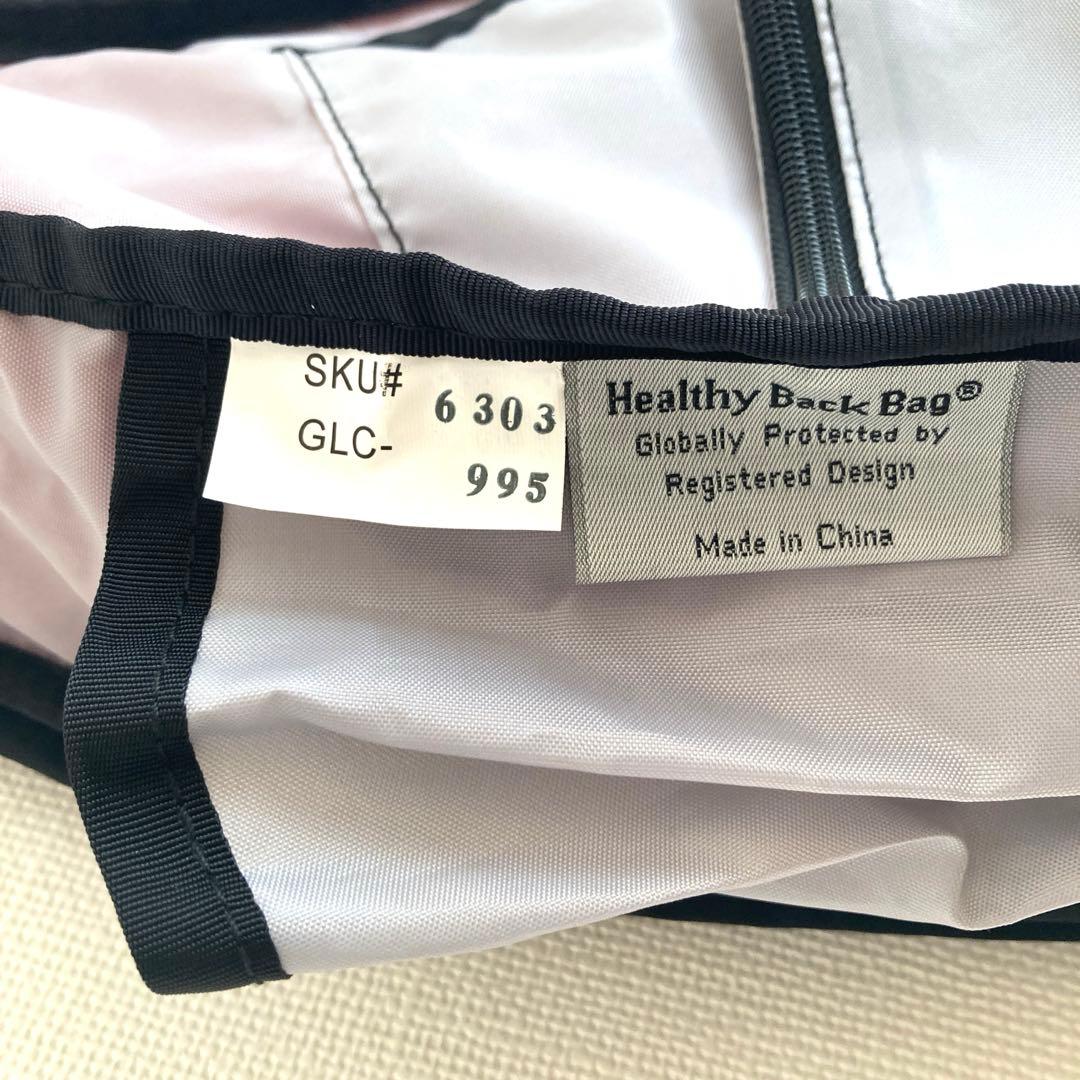 SKU# 6303
GLC- 995
Healthy Back Bag®
Globally Protected by
Registered Design
Made in China